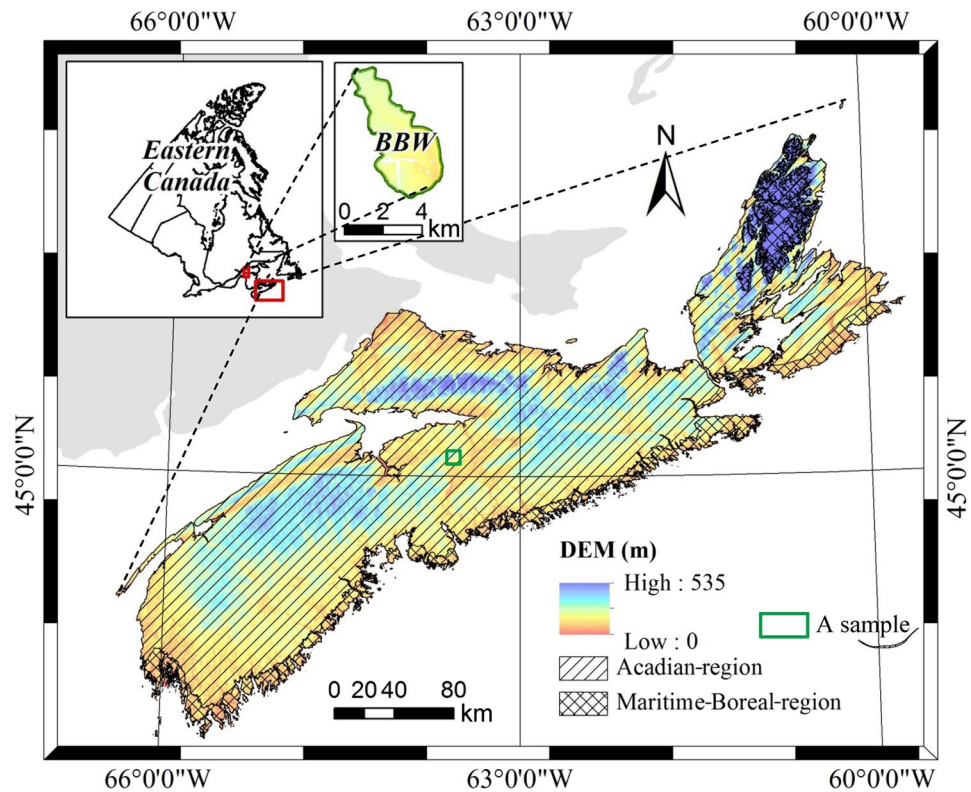 66°0'0"W 63°0'0"W 60°0'0"W
Eastern
Canada
BBW
0 2 4
km
N
45°0'0"N
45°0'0"N
DEM (m)
High : 535
Low : 0
A sample
Acadian-region
Maritime-Boreal-region
0 20 40 80
km
66°0'0"W 63°0'0"W 60°0'0"W